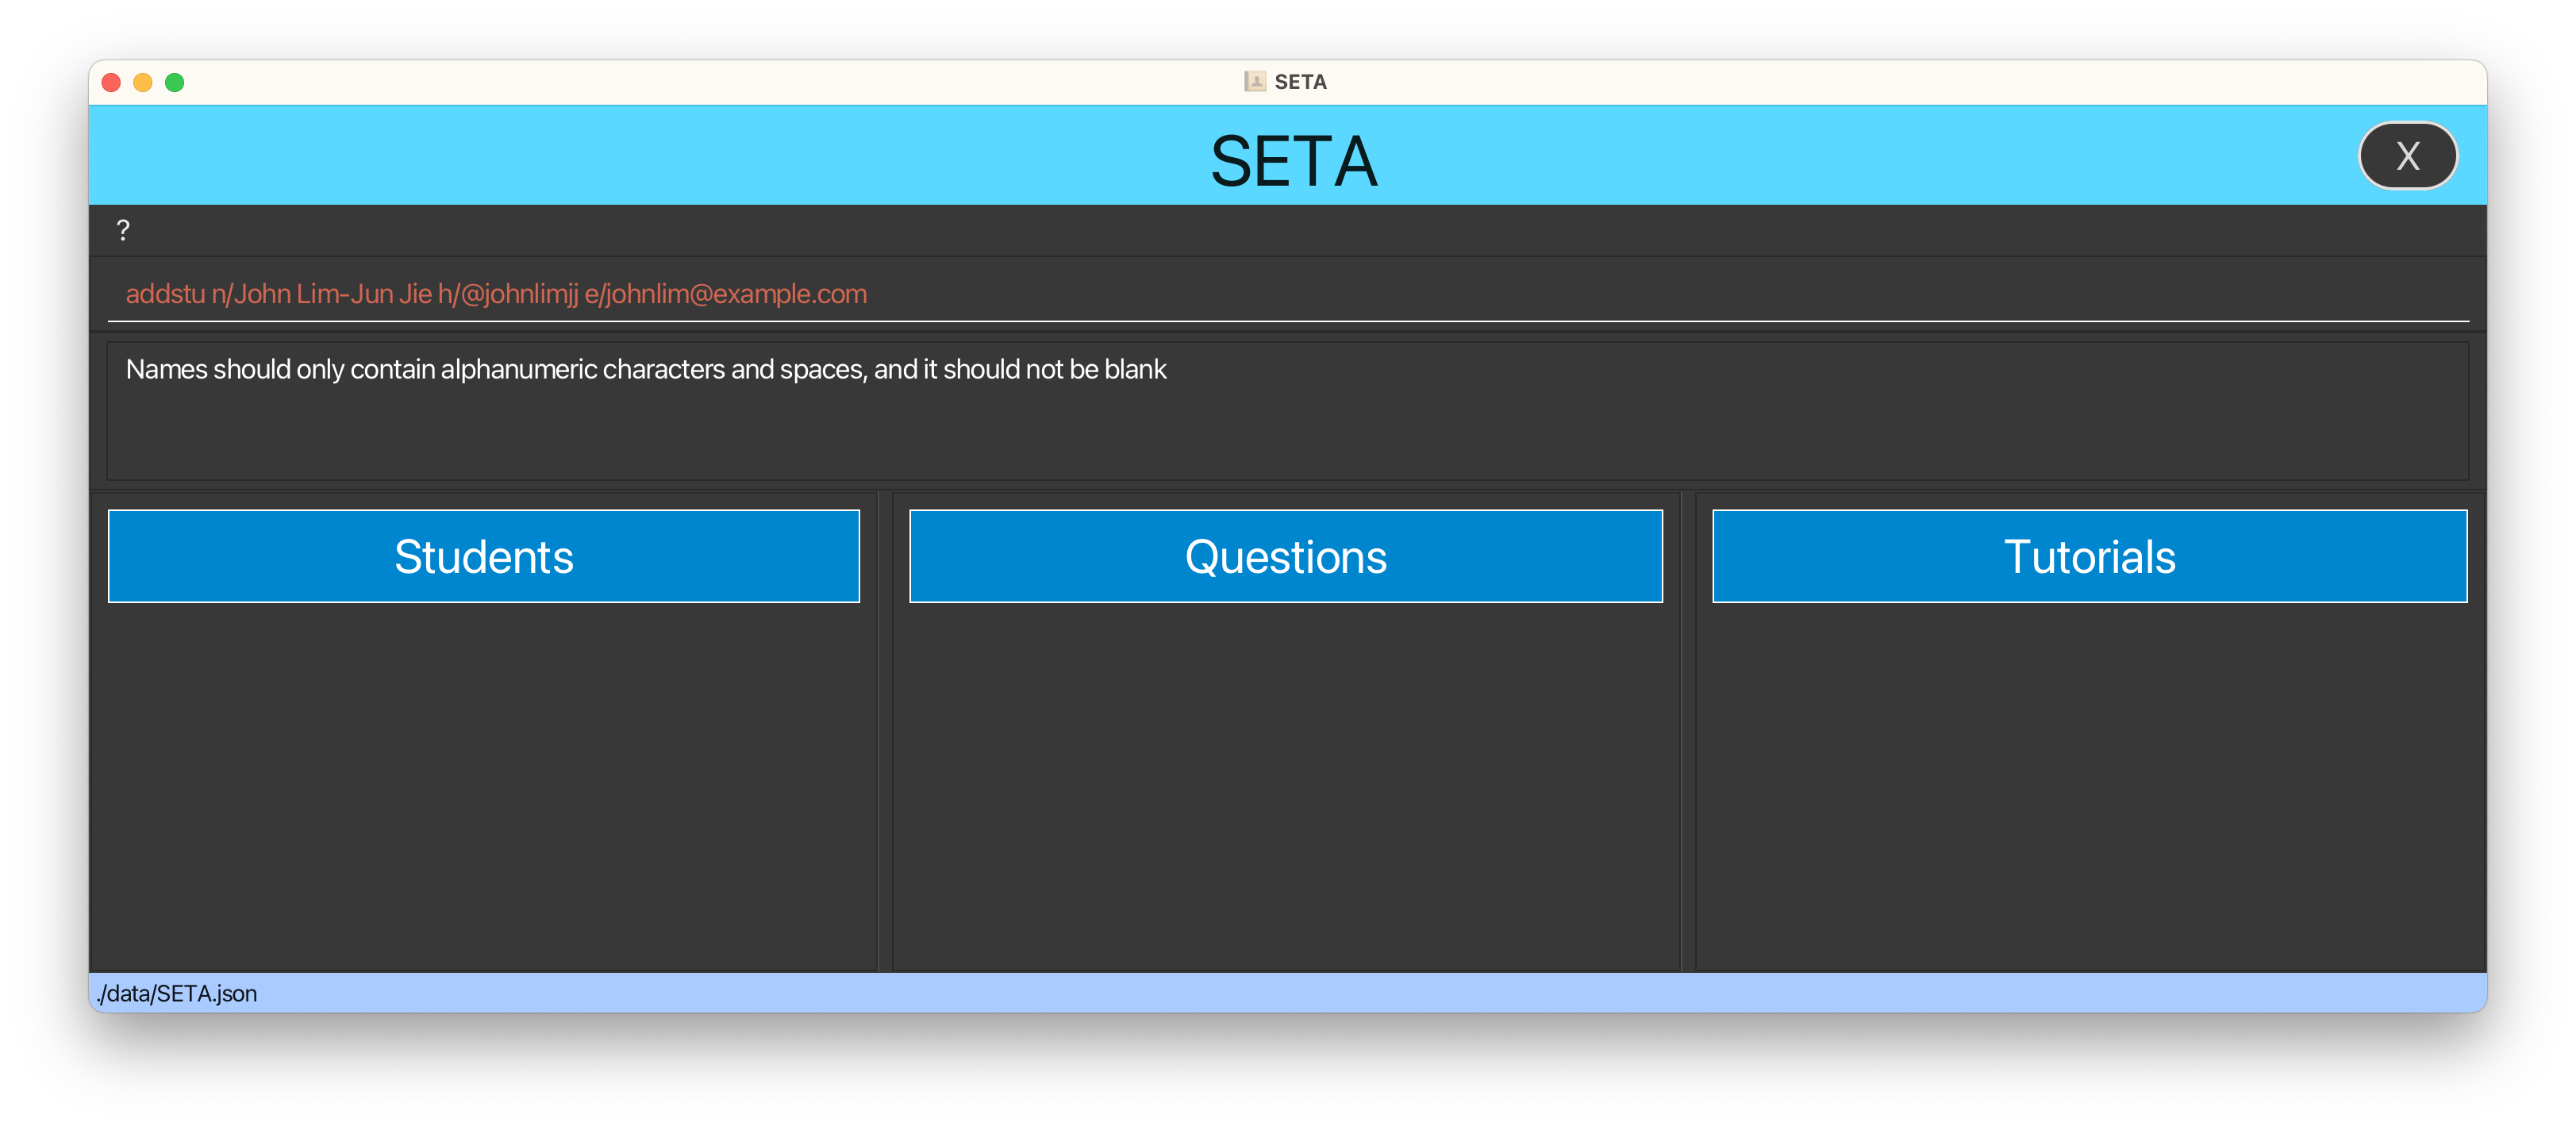 SETA
SETA
X
?
addstu n/John Lim-Jun Jie h/@johnlimjj e/johnlim@example.com
Names should only contain alphanumeric characters and spaces, and it should not be blank
Students
Questions
Tutorials
./data/SETA.json